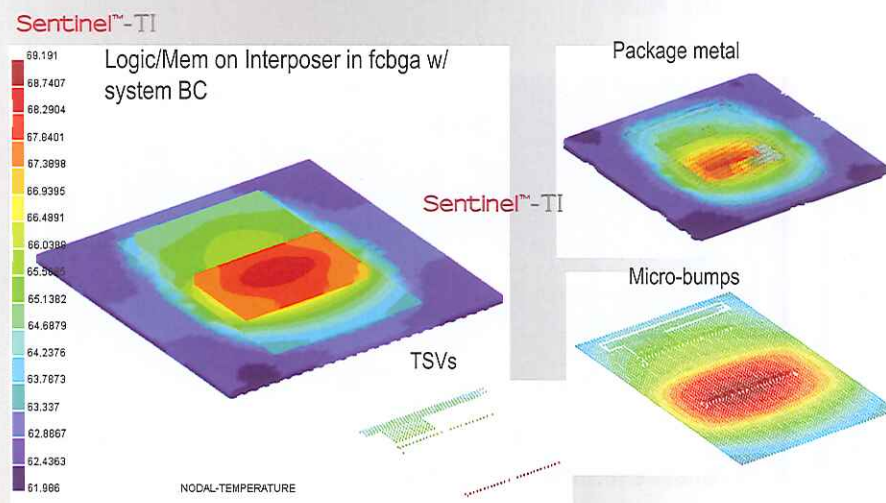 Sentinel™-TI
69.191
68.7407
68.2904
67.8401
67.3898
66.9395
66.4891
66.0388
65.5885
65.1382
64.6879
64.2376
63.7873
63.337
62.8867
62.4363
61.986
Logic/Mem on Interposer in fcbga w/
system BC
Package metal
Sentinel™-TI
Micro-bumps
TSVs
NODAL-TEMPERATURE